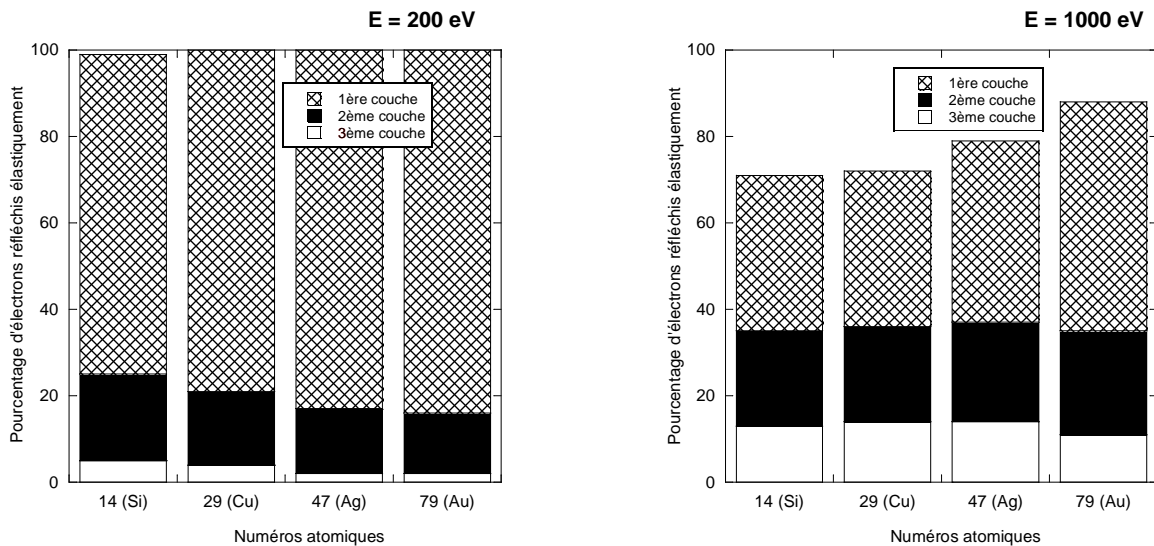 E = 200 eV
Pourcentage d'électrons réfléchis élastiquement
100
80
60
40
20
0
1ère couche
2ème couche
3ème couche
14 (Si)
29 (Cu)
47 (Ag)
79 (Au)
Numéros atomiques
E = 1000 eV
Pourcentage d'électrons réfléchis élastiquement
100
80
60
40
20
0
1ère couche
2ème couche
3ème couche
14 (Si)
29 (Cu)
47 (Ag)
79 (Au)
Numéros atomiques